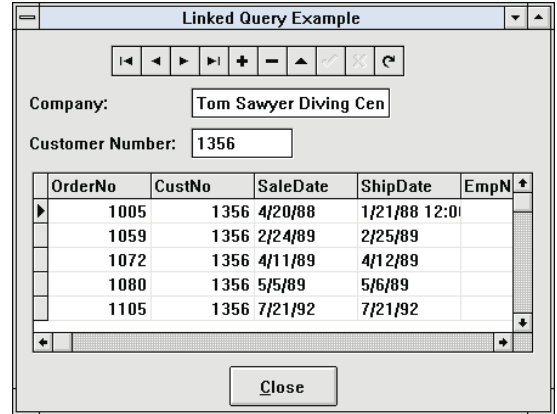 Linked Query Example
Company: Tom Sawyer Diving Cen
Customer Number: 1356
OrderNo CustNo SaleDate ShipDate EmpN
1005 1356 4/20/88 1/21/88 12:0
1059 1356 2/24/89 2/25/89
1072 1356 4/11/89 4/12/89
1080 1356 5/5/89 5/6/89
1105 1356 7/21/92 7/21/92
Close